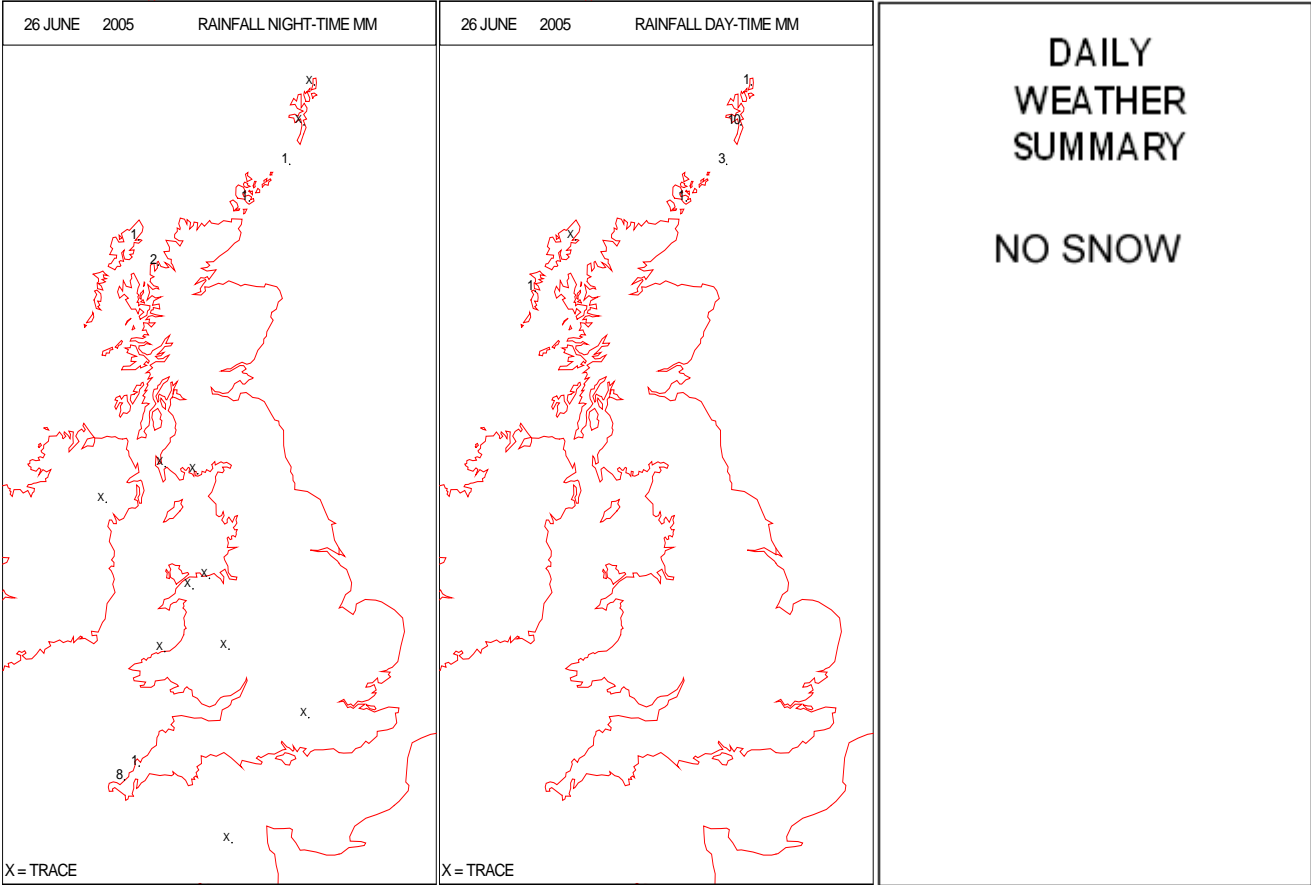 26 JUNE 2005 RAINFALL NIGHT-TIME MM
X.
X.
1.
1.
1.
2.
X.
X.
X.
X.
X.
X.
X.
X.
1.
8.
X.
X = TRACE
26 JUNE 2005 RAINFALL DAY-TIME MM
1.
10.
3.
1.
X.
1.
X = TRACE
DAILY
WEATHER
SUMMARY
NO SNOW